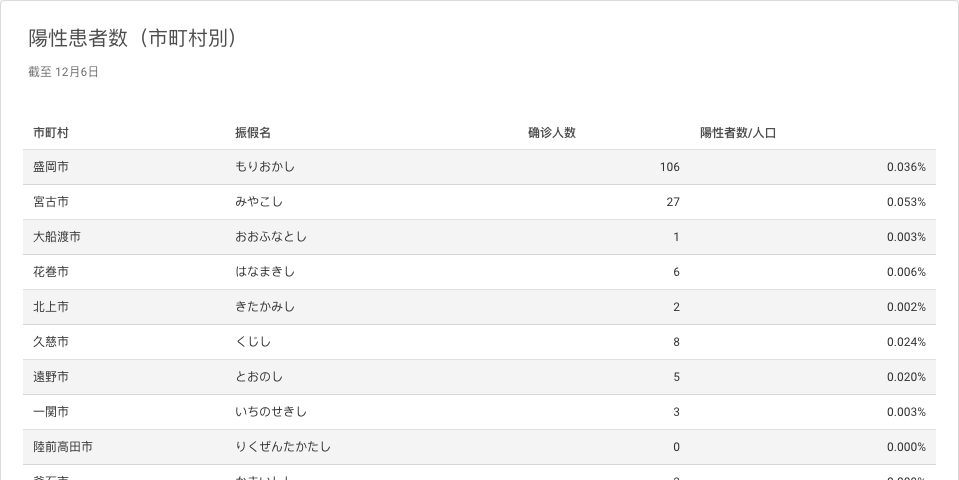 陽性患者数（市町村別）
截至 12月6日
市町村 振假名 确诊人数 陽性者数/人口
盛岡市 もりおかし 106 0.036%
宮古市 みやこし 27 0.053%
大船渡市 おおふなとし 1 0.003%
花巻市 はなまきし 6 0.006%
北上市 きたかみし 2 0.002%
久慈市 くじし 8 0.024%
遠野市 とおのし 5 0.020%
一関市 いちのせきし 3 0.003%
陸前高田市 りくぜんたかたし 0 0.000%